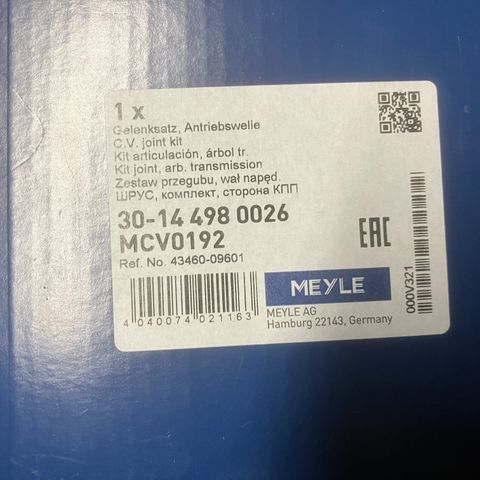 1 x
Gelenksatz, Antriebswelle
C.V. joint kit
Kit articulación, árbol tr.
Kit joint, arb. transmission
Zestaw przegubu, wał napęd.
ШРУС, комплект, сторона КПП
30-14 498 0026
MCV0192
Ref. No. 43460-09601
EAC
000V321
MEYLE
4 040074 021163
MEYLE AG
Hamburg 22143, Germany